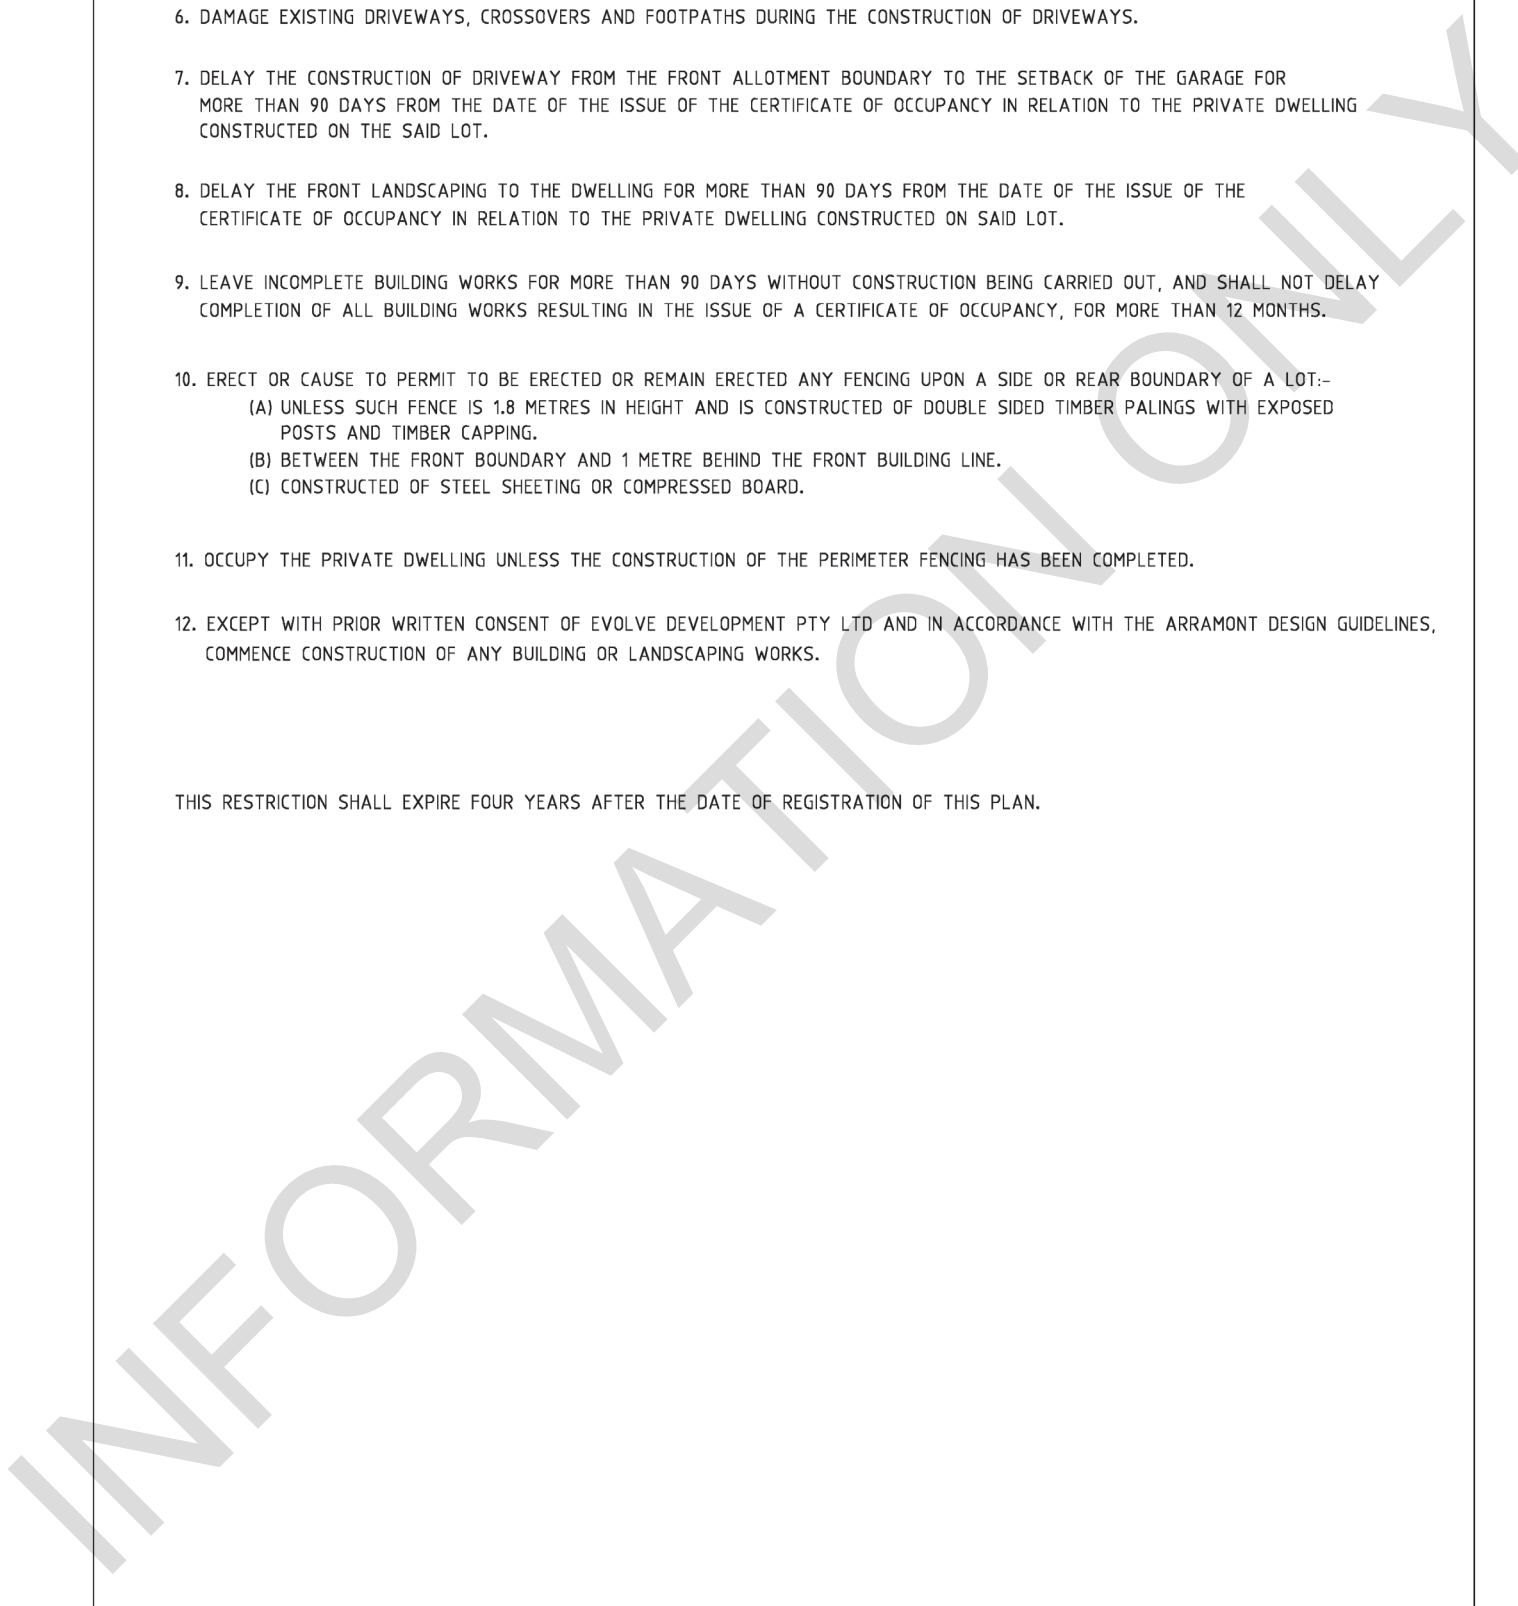 6. DAMAGE EXISTING DRIVEWAYS, CROSSOVERS AND FOOTPATHS DURING THE CONSTRUCTION OF DRIVEWAYS.
7. DELAY THE CONSTRUCTION OF DRIVEWAY FROM THE FRONT ALLOTMENT BOUNDARY TO THE SETBACK OF THE GARAGE FOR
MORE THAN 90 DAYS FROM THE DATE OF THE ISSUE OF THE CERTIFICATE OF OCCUPANCY IN RELATION TO THE PRIVATE DWELLING
CONSTRUCTED ON THE SAID LOT.
8. DELAY THE FRONT LANDSCAPING TO THE DWELLING FOR MORE THAN 90 DAYS FROM THE DATE OF THE ISSUE OF THE
CERTIFICATE OF OCCUPANCY IN RELATION TO THE PRIVATE DWELLING CONSTRUCTED ON SAID LOT.
9. LEAVE INCOMPLETE BUILDING WORKS FOR MORE THAN 90 DAYS WITHOUT CONSTRUCTION BEING CARRIED OUT, AND SHALL NOT DELAY
COMPLETION OF ALL BUILDING WORKS RESULTING IN THE ISSUE OF A CERTIFICATE OF OCCUPANCY, FOR MORE THAN 12 MONTHS.
10. ERECT OR CAUSE TO PERMIT TO BE ERECTED OR REMAIN ERECTED ANY FENCING UPON A SIDE OR REAR BOUNDARY OF A LOT:-
(A) UNLESS SUCH FENCE IS 1.8 METRES IN HEIGHT AND IS CONSTRUCTED OF DOUBLE SIDED TIMBER PALINGS WITH EXPOSED
POSTS AND TIMBER CAPPING.
(B) BETWEEN THE FRONT BOUNDARY AND 1 METRE BEHIND THE FRONT BUILDING LINE.
(C) CONSTRUCTED OF STEEL SHEETING OR COMPRESSED BOARD.
11. OCCUPY THE PRIVATE DWELLING UNLESS THE CONSTRUCTION OF THE PERIMETER FENCING HAS BEEN COMPLETED.
12. EXCEPT WITH PRIOR WRITTEN CONSENT OF EVOLVE DEVELOPMENT PTY LTD AND IN ACCORDANCE WITH THE ARRAMONT DESIGN GUIDELINES,
COMMENCE CONSTRUCTION OF ANY BUILDING OR LANDSCAPING WORKS.
THIS RESTRICTION SHALL EXPIRE FOUR YEARS AFTER THE DATE OF REGISTRATION OF THIS PLAN.
INFORMATION ONLY